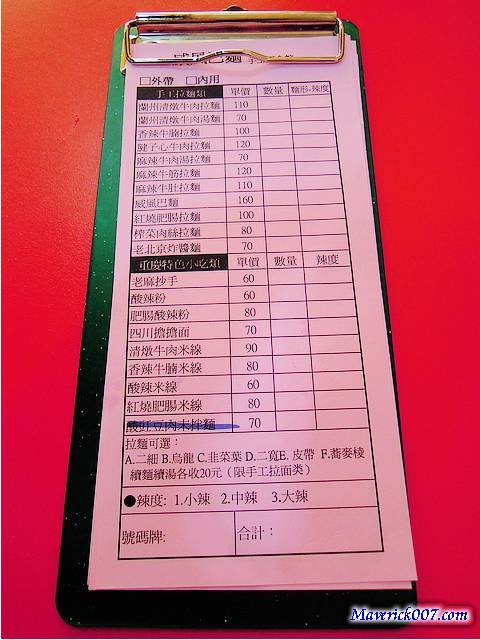 威風巴麵
□外帶 □內用
手工拉麵類 單價 數量 麵形-辣度
蘭州清燉牛肉拉麵 110
蘭州清燉牛肉湯麵 70
香辣牛腩拉麵 100
腱子心牛肉拉麵 120
麻辣牛肉湯拉麵 70
麻辣牛筋拉麵 120
麻辣牛肚拉麵 110
威風巴麵 160
紅燒肥腸拉麵 100
榨菜肉絲拉麵 80
老北京炸醬麵 70
重慶特色小吃類 單價 數量 辣度
老麻抄手 60
酸辣粉 60
肥腸酸辣粉 80
四川擔擔面 70
清燉牛肉米線 90
香辣牛腩米線 80
酸辣米線 60
紅燒肥腸米線 80
酸豇豆肉末拌麵 70
拉麵可選：
A.二細 B.烏龍 C.韭菜葉 D.二寬 E. 皮帶 F.蕎麥棱
續麵續湯各收20元（限手工拉面类）
●辣度: 1.小辣 2.中辣 3.大辣
號碼牌: 合計：
Maverick007.com